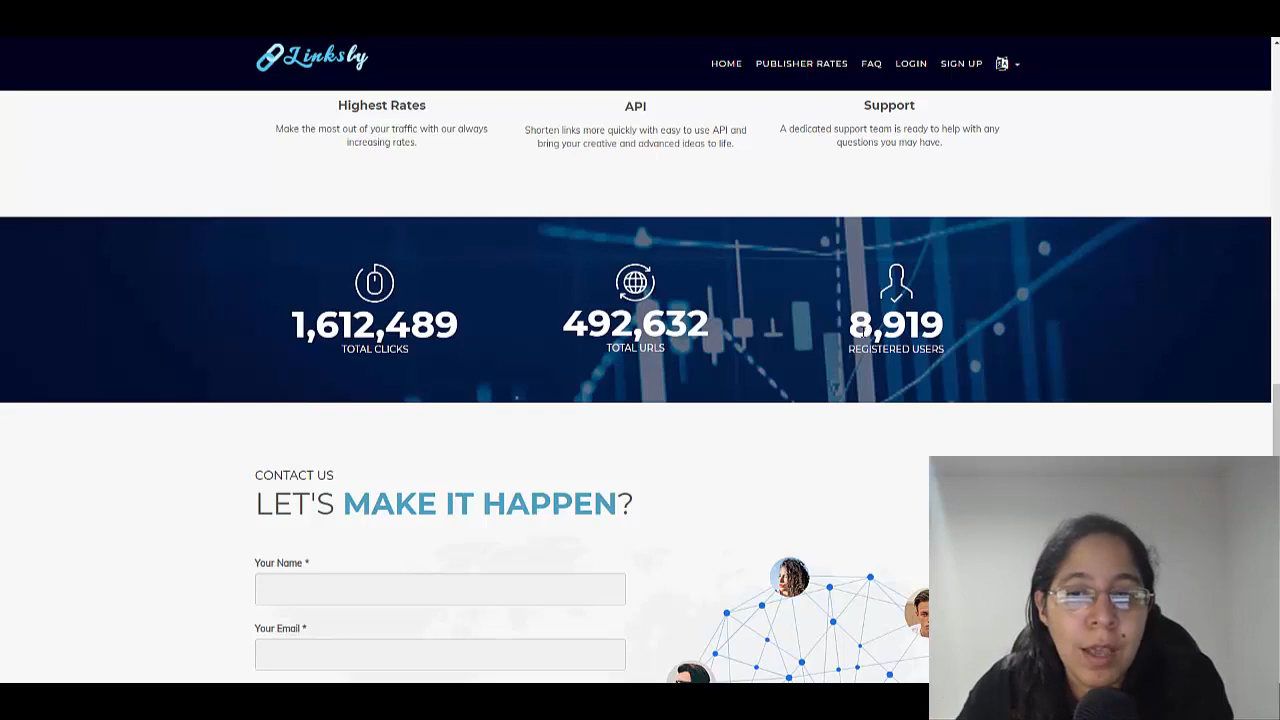 Linksly
HOME PUBLISHER RATES FAQ LOGIN SIGN UP
Highest Rates
Make the most out of your traffic with our always
increasing rates.
API
Shorten links more quickly with easy to use API and
bring your creative and advanced ideas to life.
Support
A dedicated support team is ready to help with any
questions you may have.
1,612,489
TOTAL CLICKS
492,632
TOTAL URLS
8,919
REGISTERED USERS
CONTACT US
LET'S MAKE IT HAPPEN?
Your Name *
Your Email *